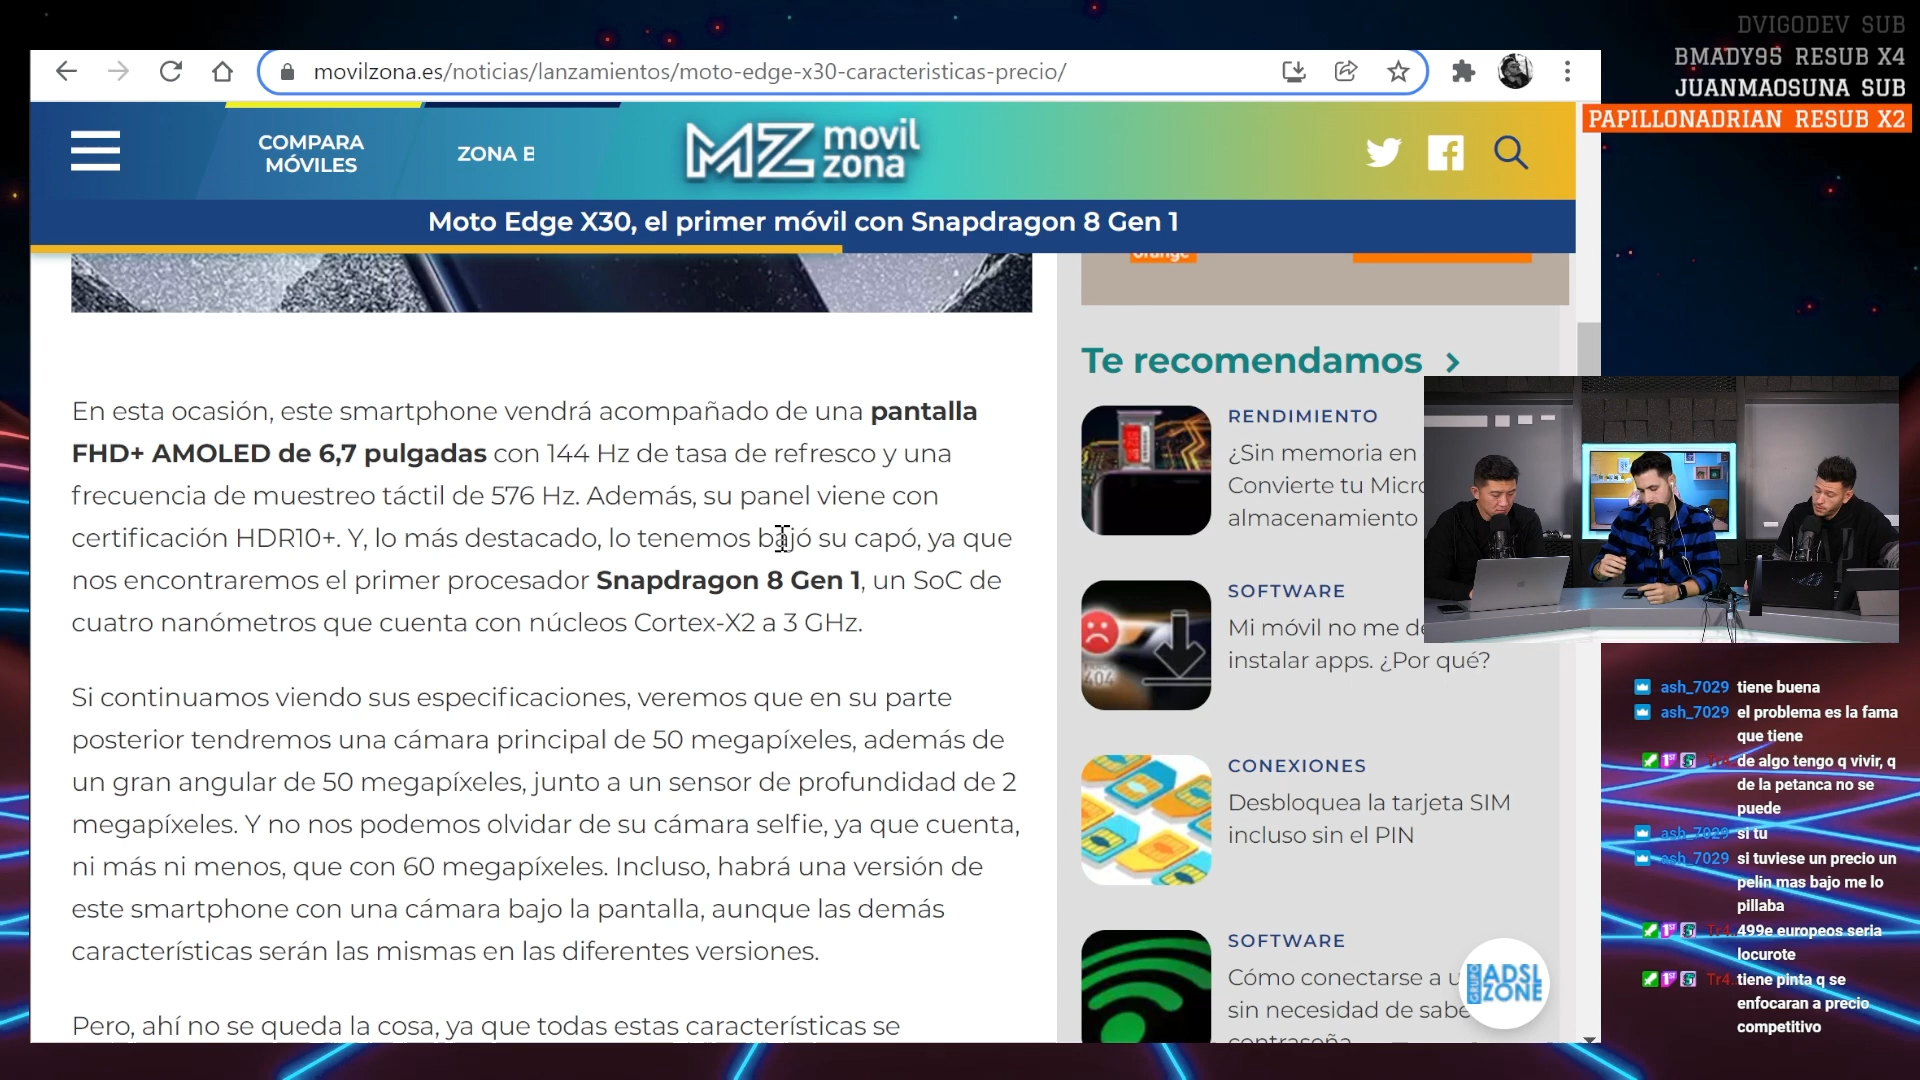 DVIGODEV SUB
BMADY95 RESUB X4
JUANMAOSUNA SUB
PAPILLONADRIAN RESUB X2
movilzona.es/noticias/lanzamientos/moto-edge-x30-caracteristicas-precio/
COMPARA
MÓVILES
ZONA B
MZ movil
zona
Moto Edge X30, el primer móvil con Snapdragon 8 Gen 1
orange
En esta ocasión, este smartphone vendrá acompañado de una pantalla
FHD+ AMOLED de 6,7 pulgadas con 144 Hz de tasa de refresco y una
frecuencia de muestreo táctil de 576 Hz. Además, su panel viene con
certificación HDR10+. Y, lo más destacado, lo tenemos bajó su capó, ya que
nos encontraremos el primer procesador Snapdragon 8 Gen 1, un SoC de
cuatro nanómetros que cuenta con núcleos Cortex-X2 a 3 GHz.
Si continuamos viendo sus especificaciones, veremos que en su parte
posterior tendremos una cámara principal de 50 megapíxeles, además de
un gran angular de 50 megapíxeles, junto a un sensor de profundidad de 2
megapíxeles. Y no nos podemos olvidar de su cámara selfie, ya que cuenta,
ni más ni menos, que con 60 megapíxeles. Incluso, habrá una versión de
este smartphone con una cámara bajo la pantalla, aunque las demás
características serán las mismas en las diferentes versiones.
Pero, ahí no se queda la cosa, ya que todas estas características se
Te recomendamos
RENDIMIENTO
¿Sin memoria en
Convierte tu Micro
almacenamiento
SOFTWARE
Mi móvil no me de
instalar apps. ¿Por qué?
404
CONEXIONES
Desbloquea la tarjeta SIM
incluso sin el PIN
SOFTWARE
Cómo conectarse a u
sin necesidad de sabe
contraseña
GRUPO ADSL
ZONE
ash_7029 tiene buena
ash_7029 el problema es la fama
que tiene
Tr4. de algo tengo q vivir, q
de la petanca no se
puede
ash_7029 si tu
ash_7029 si tuviese un precio un
pelin mas bajo me lo
pillaba
Tr4. 499e europeos seria
locurote
Tr4. tiene pinta q se
enfocaran a precio
competitivo